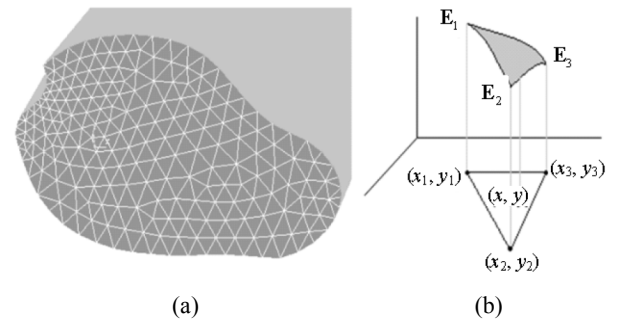 E₁
E₃
E₂
(x₁, y₁)
(x₃, y₃)
(x, y)
(x₂, y₂)
(a)
(b)